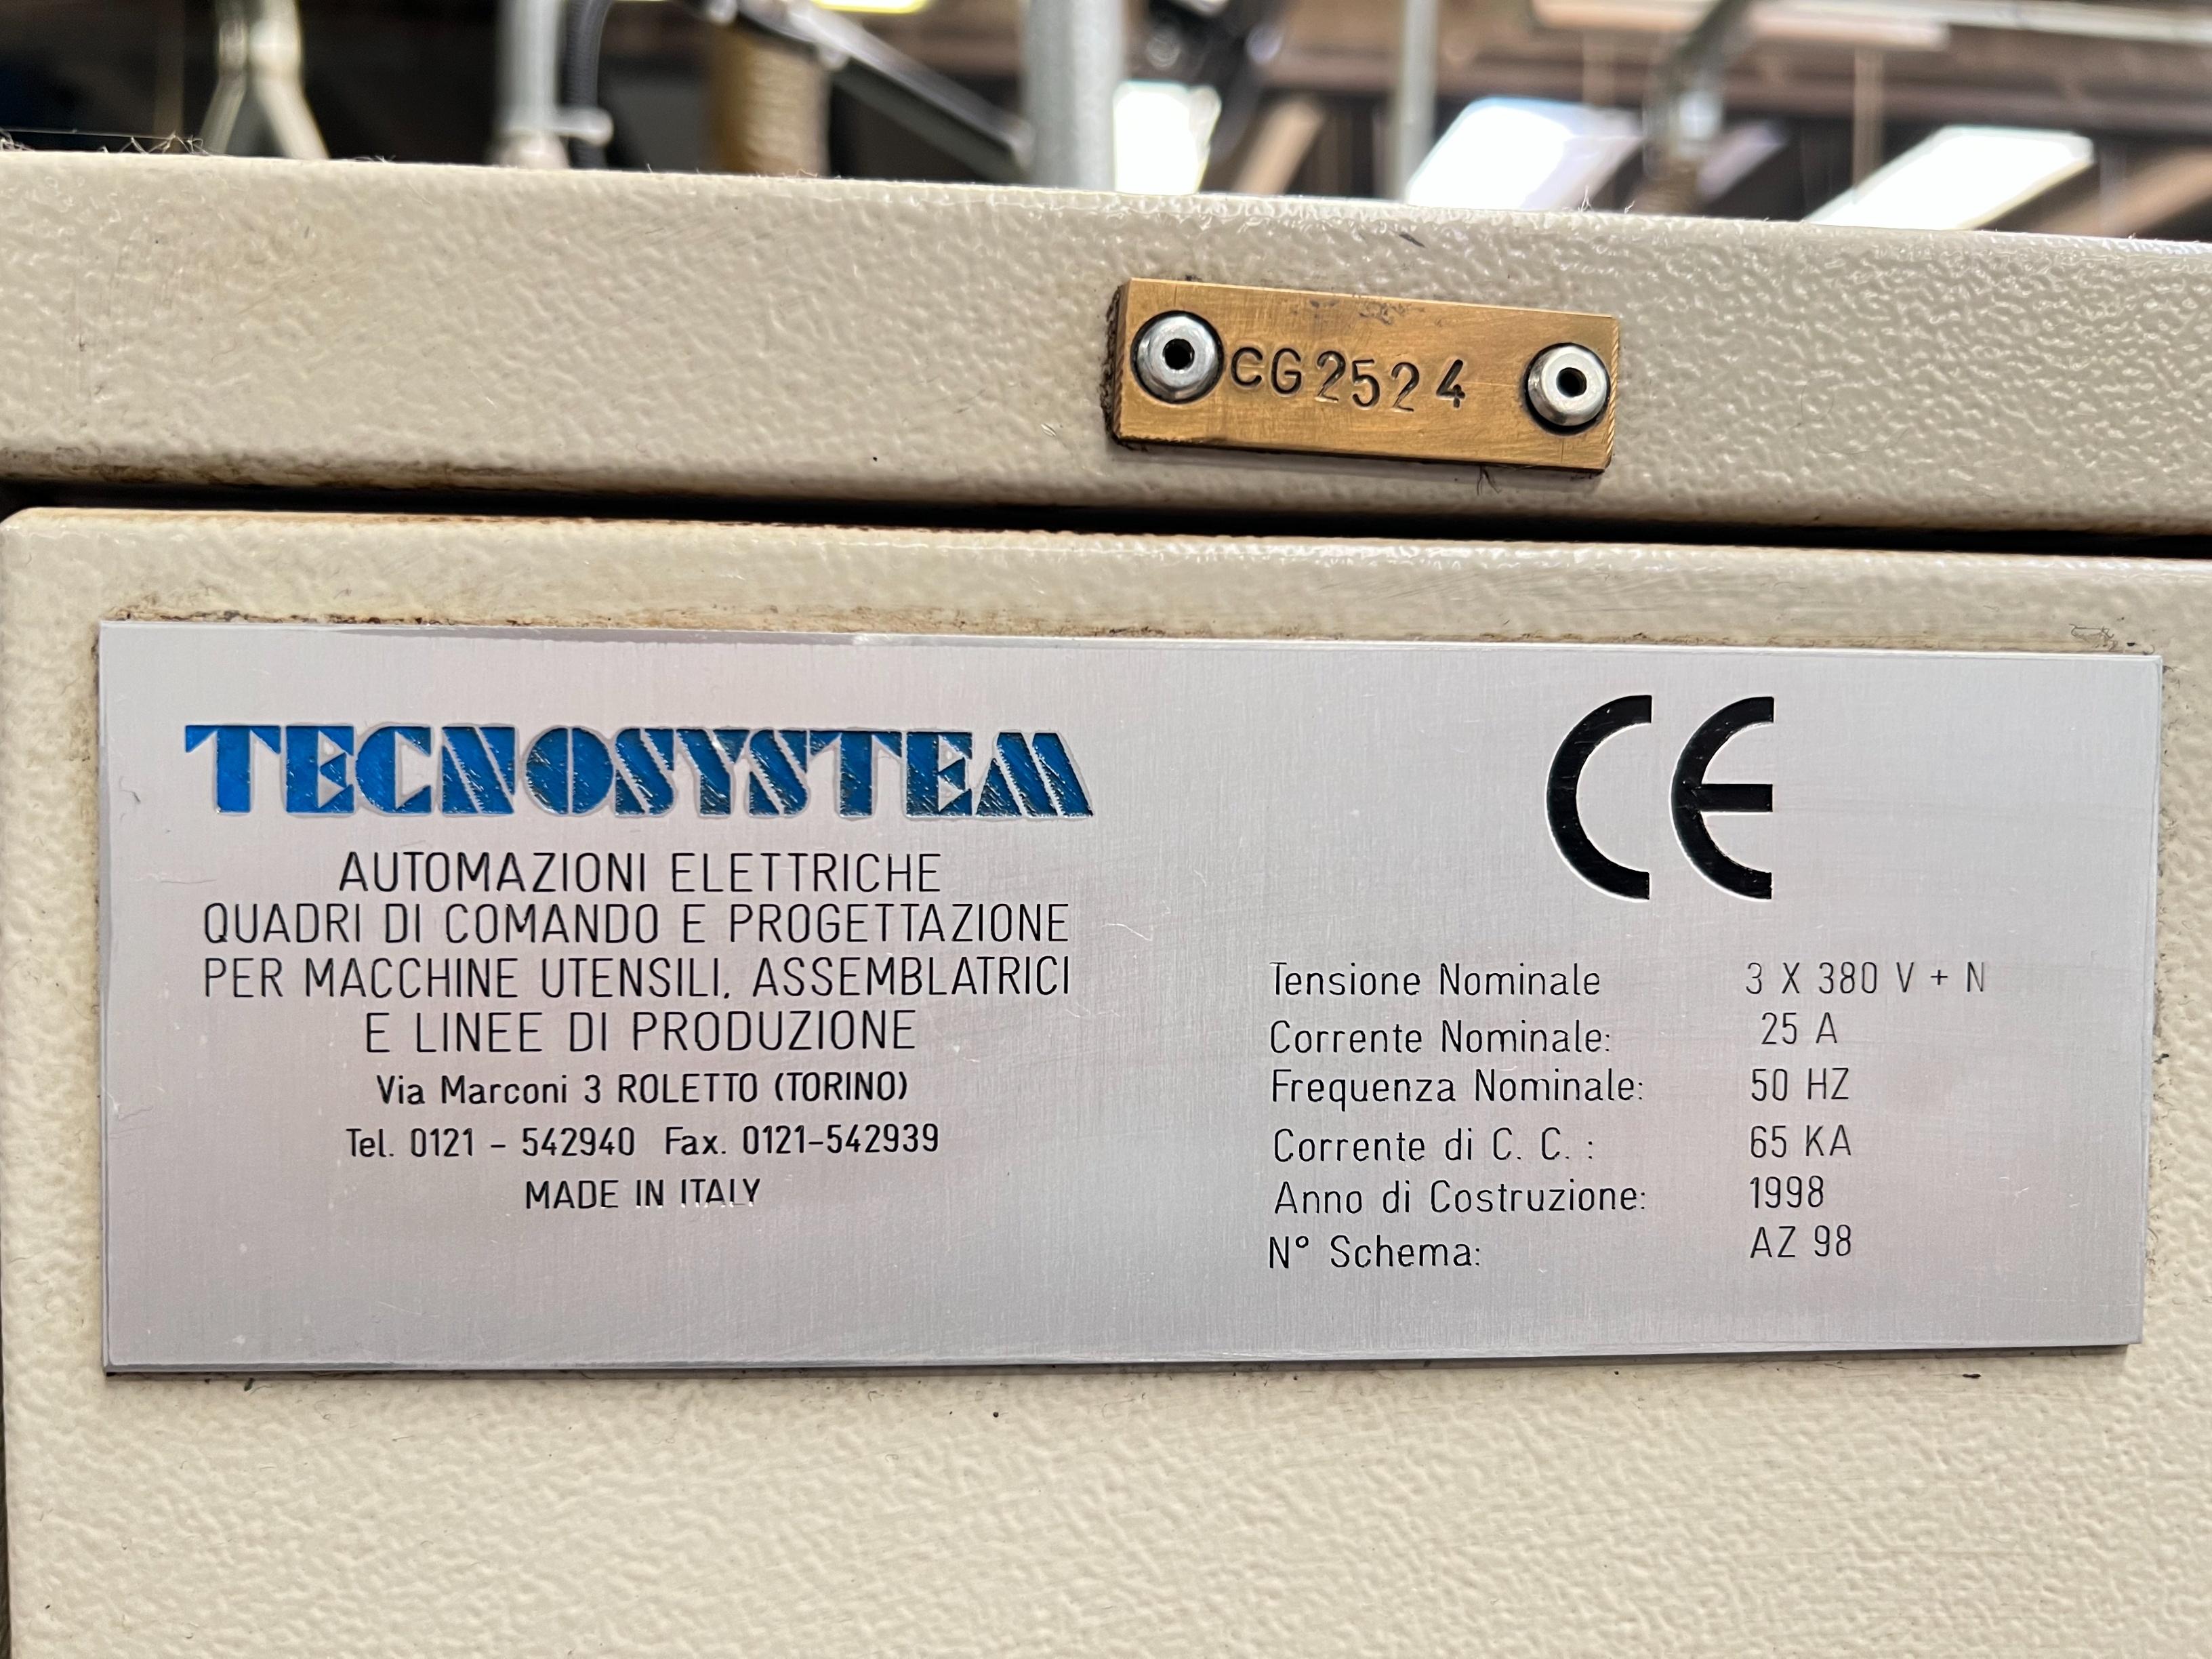 CG2524
TECNOSYSTEM
AUTOMAZIONI ELETTRICHE
QUADRI DI COMANDO E PROGETTAZIONE
PER MACCHINE UTENSILI, ASSEMBLATRICI
E LINEE DI PRODUZIONE
Via Marconi 3 ROLETTO (TORINO)
Tel. 0121 - 542940 Fax. 0121-542939
MADE IN ITALY
CE
Tensione Nominale 3 X 380 V + N
Corrente Nominale: 25 A
Frequenza Nominale: 50 HZ
Corrente di C. C. : 65 KA
Anno di Costruzione: 1998
N° Schema: AZ 98